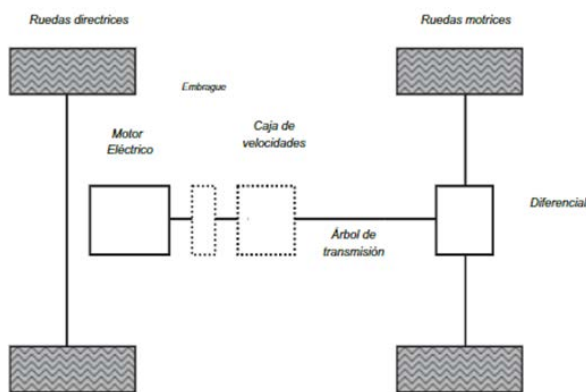 Ruedas directrices
Ruedas motrices
Embrague
Motor
Eléctrico
Caja de
velocidades
Diferencial
Árbol de
transmisión